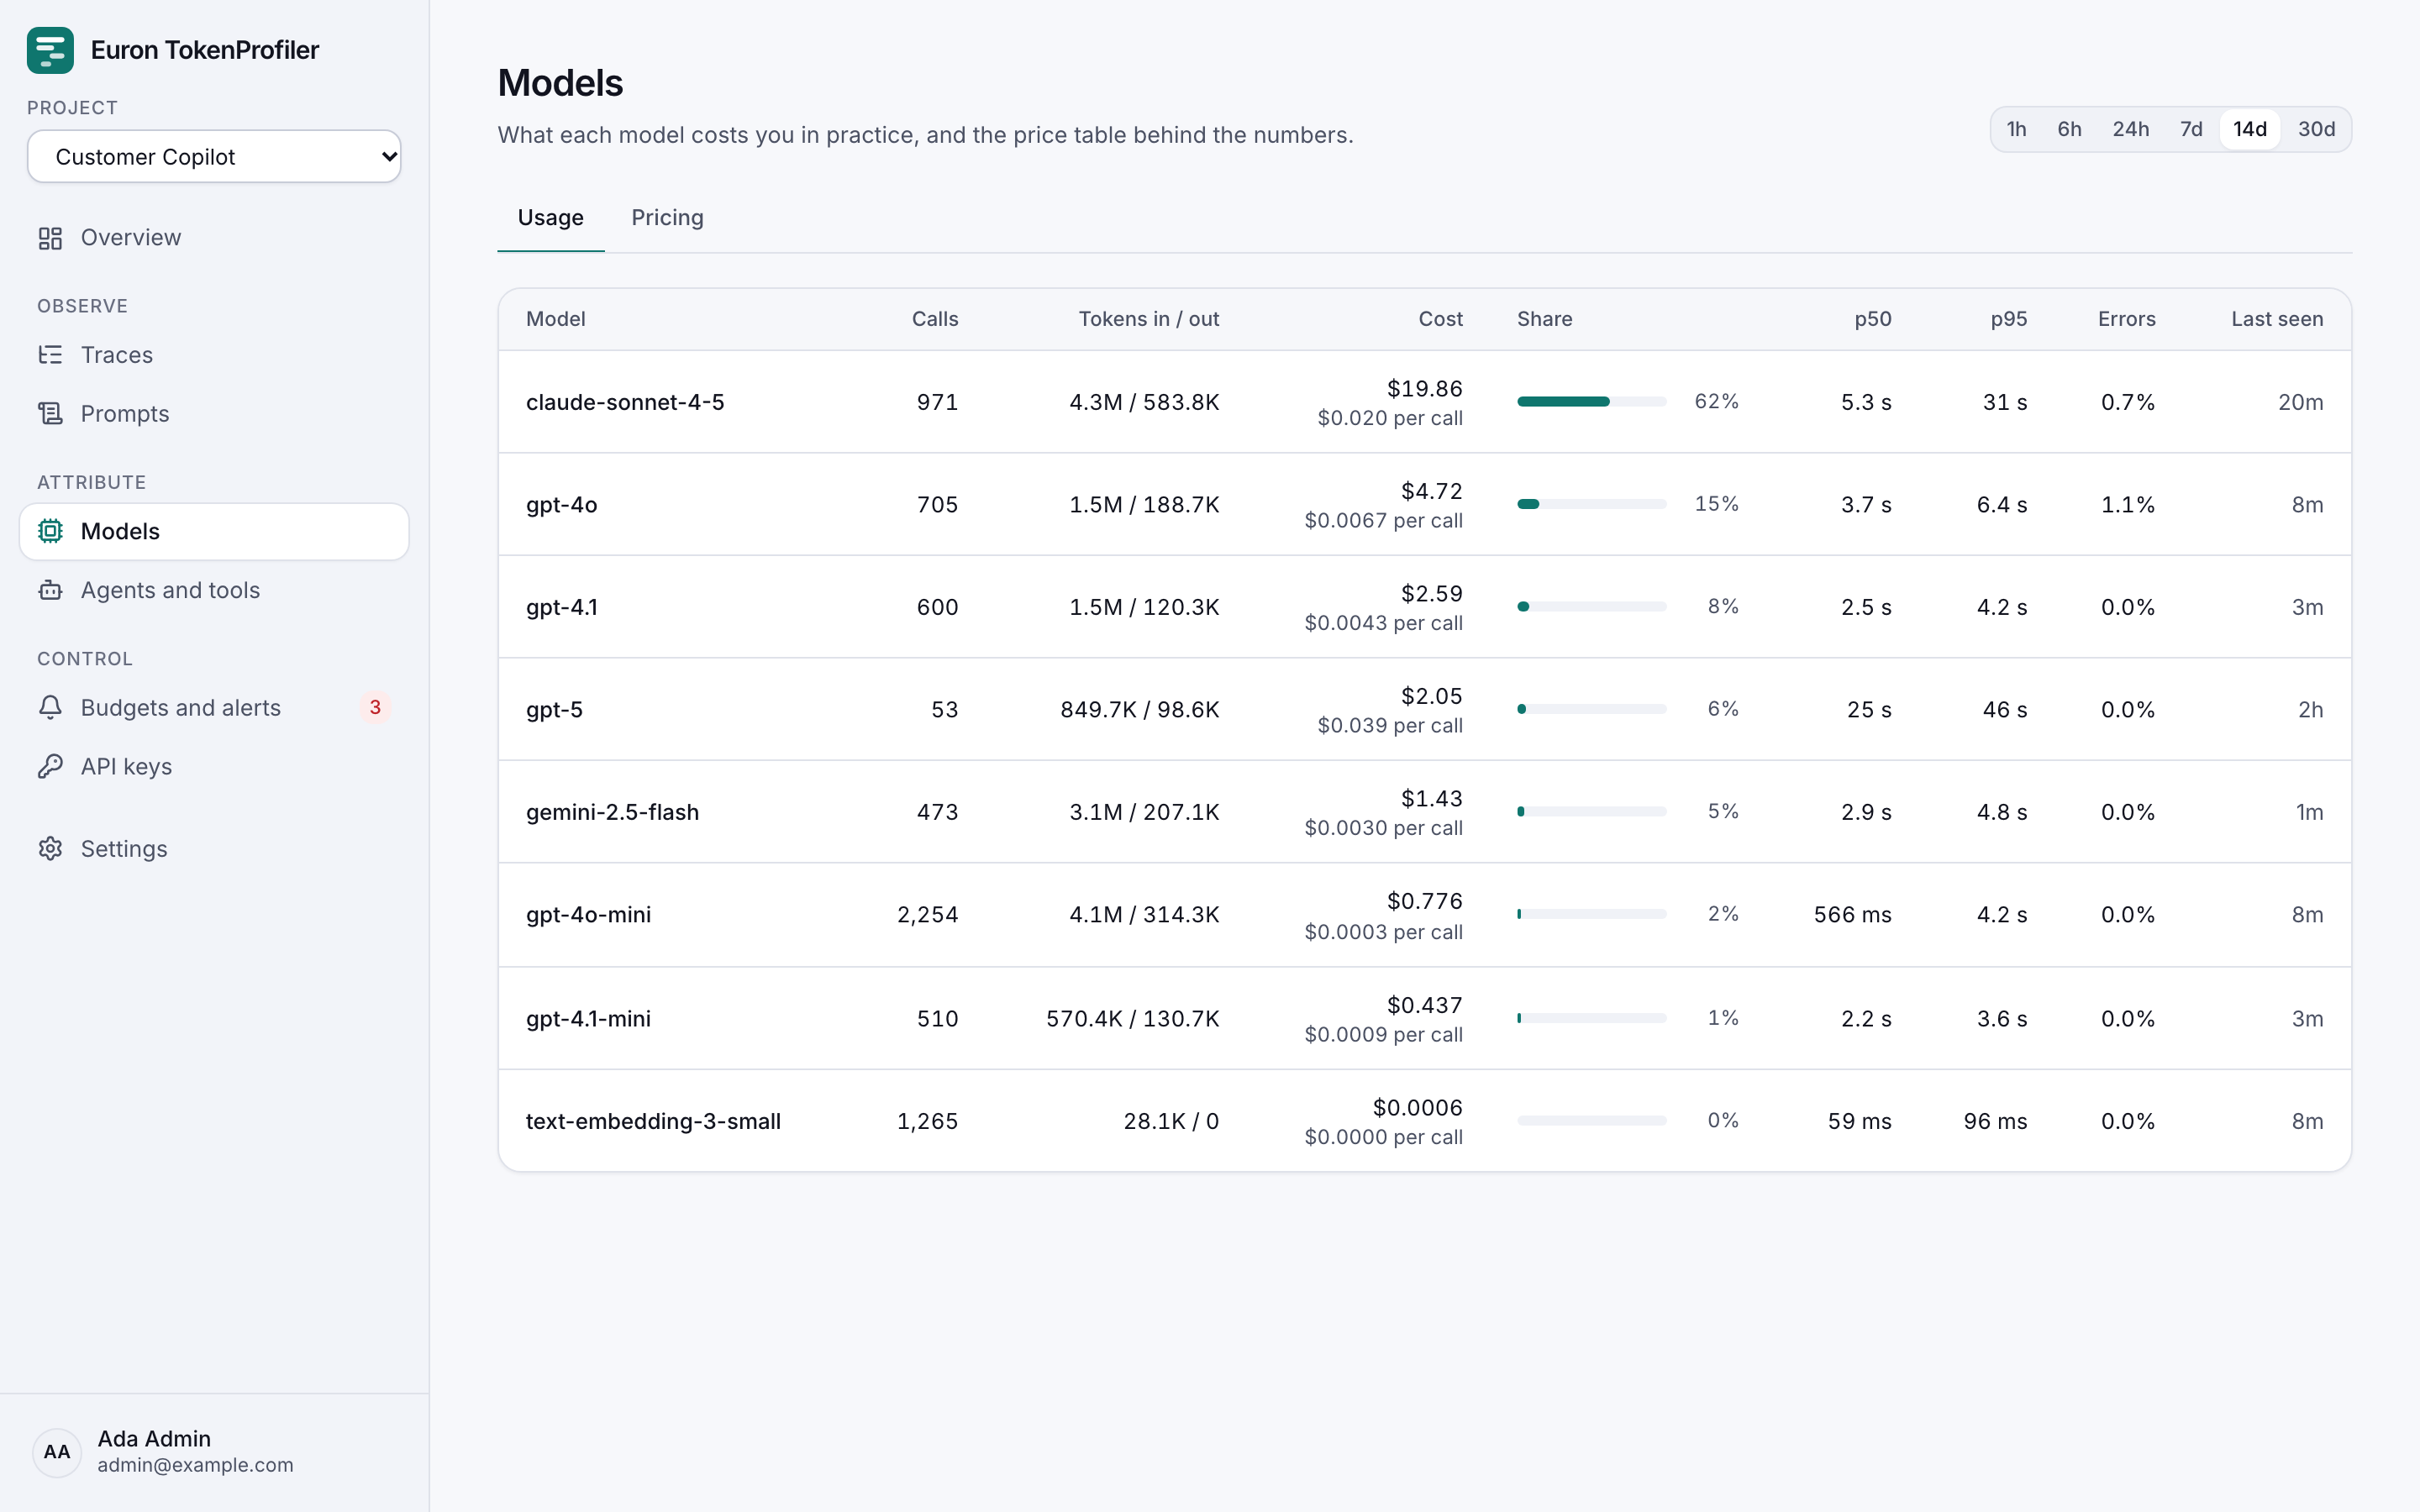 Euron TokenProfiler
PROJECT
Customer Copilot
Overview
OBSERVE
Traces
Prompts
ATTRIBUTE
Models
Agents and tools
CONTROL
Budgets and alerts 3
API keys
Settings
AA
Ada Admin
admin@example.com
Models
What each model costs you in practice, and the price table behind the numbers.
1h 6h 24h 7d 14d 30d
Usage Pricing
Model Calls Tokens in / out Cost Share p50 p95 Errors Last seen
claude-sonnet-4-5 971 4.3M / 583.8K $19.86 62% 5.3 s 31 s 0.7% 20m
$0.020 per call
gpt-4o 705 1.5M / 188.7K $4.72 15% 3.7 s 6.4 s 1.1% 8m
$0.0067 per call
gpt-4.1 600 1.5M / 120.3K $2.59 8% 2.5 s 4.2 s 0.0% 3m
$0.0043 per call
gpt-5 53 849.7K / 98.6K $2.05 6% 25 s 46 s 0.0% 2h
$0.039 per call
gemini-2.5-flash 473 3.1M / 207.1K $1.43 5% 2.9 s 4.8 s 0.0% 1m
$0.0030 per call
gpt-4o-mini 2,254 4.1M / 314.3K $0.776 2% 566 ms 4.2 s 0.0% 8m
$0.0003 per call
gpt-4.1-mini 510 570.4K / 130.7K $0.437 1% 2.2 s 3.6 s 0.0% 3m
$0.0009 per call
text-embedding-3-small 1,265 28.1K / 0 $0.0006 0% 59 ms 96 ms 0.0% 8m
$0.0000 per call